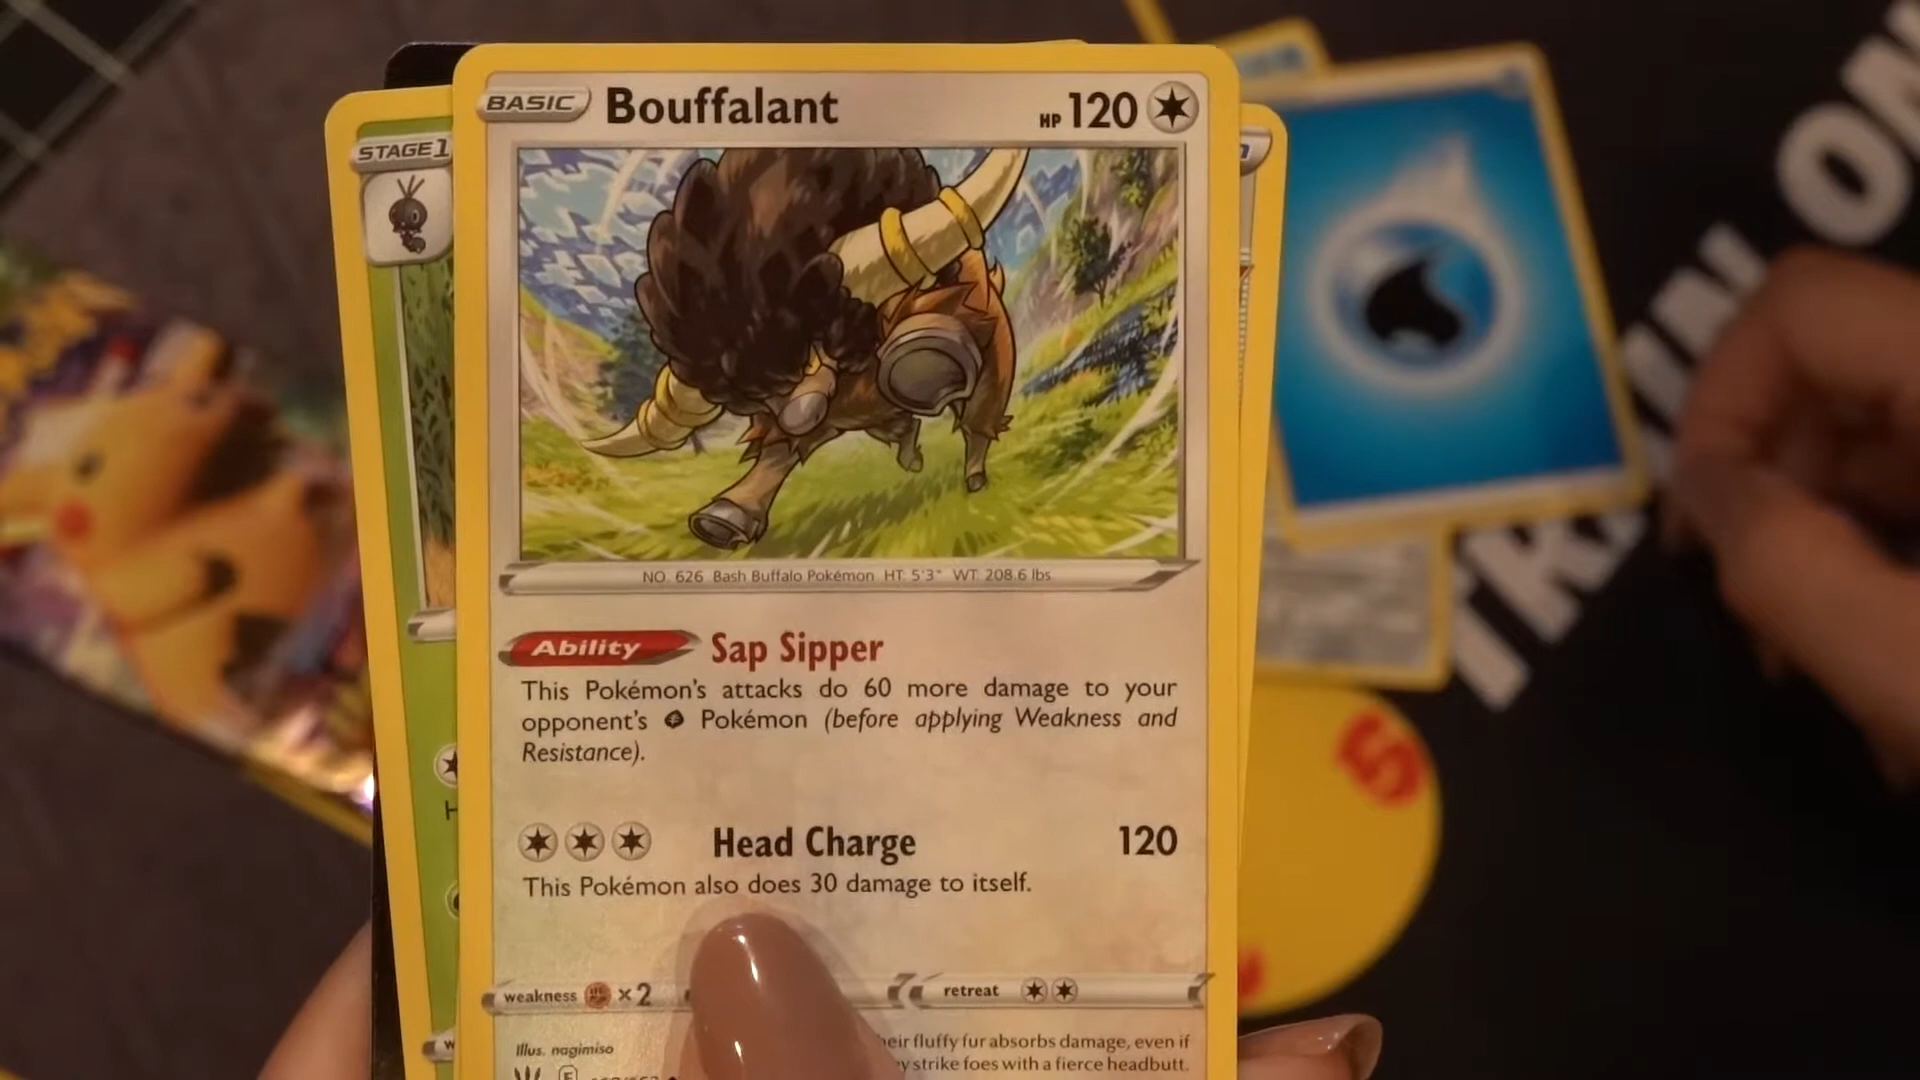 BASIC Bouffalant HP 120
STAGE1
NO. 626 Bash Buffalo Pokémon HT: 5'3" WT: 208.6 lbs
Ability Sap Sipper
This Pokémon's attacks do 60 more damage to your
opponent's Pokémon (before applying Weakness and
Resistance).
Head Charge 120
This Pokémon also does 30 damage to itself.
weakness ×2 retreat
Illus. nagimiso
fluffy fur absorbs damage, even if
strike foes with a fierce headbutt.
F
5